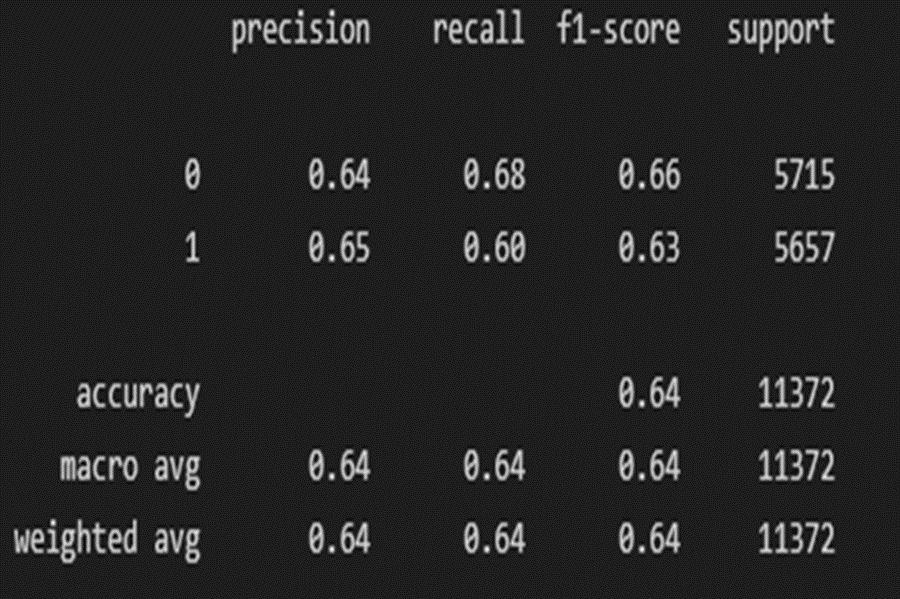 precision recall f1-score support
0 0.64 0.68 0.66 5715
1 0.65 0.60 0.63 5657
accuracy 0.64 11372
macro avg 0.64 0.64 0.64 11372
weighted avg 0.64 0.64 0.64 11372